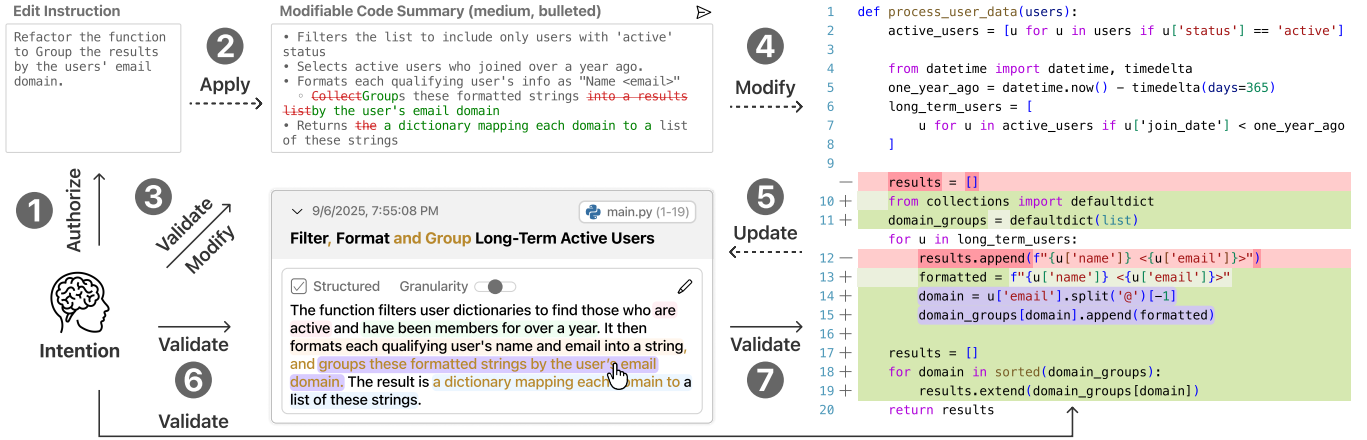 Edit Instruction
Refactor the function
to Group the results
by the users' email
domain.
1
Authorize
Intention
2
Apply
3
Validate
Modify
Validate
6
Validate
Modifiable Code Summary (medium, bulleted)
• Filters the list to include only users with 'active'
status
• Selects active users who joined over a year ago.
• Formats each qualifying user's info as "Name <email>"
◦ CollectGroups these formatted strings into a results
listby the user's email domain
• Returns the a dictionary mapping each domain to a list
of these strings
9/6/2025, 7:55:08 PM
main.py (1-19)
Filter, Format and Group Long-Term Active Users
Structured Granularity
The function filters user dictionaries to find those who are
active and have been members for over a year. It then
formats each qualifying user's name and email into a string,
and groups these formatted strings by the user's email
domain. The result is a dictionary mapping each domain to a
list of these strings.
4
Modify
5
Update
Validate
7
1 def process_user_data(users):
2 active_users = [u for u in users if u['status'] == 'active']
3
4 from datetime import datetime, timedelta
5 one_year_ago = datetime.now() - timedelta(days=365)
6 long_term_users = [
7 u for u in active_users if u['join_date'] < one_year_ago
8 ]
9
— results = []
10 + from collections import defaultdict
11 + domain_groups = defaultdict(list)
for u in long_term_users:
12 — results.append(f"{u['name']} <{u['email']}>")
13 + formatted = f"{u['name']} <{u['email']}>"
14 + domain = u['email'].split('@')[-1]
15 + domain_groups[domain].append(formatted)
16 +
17 + results = []
18 + for domain in sorted(domain_groups):
19 + results.extend(domain_groups[domain])
20 return results